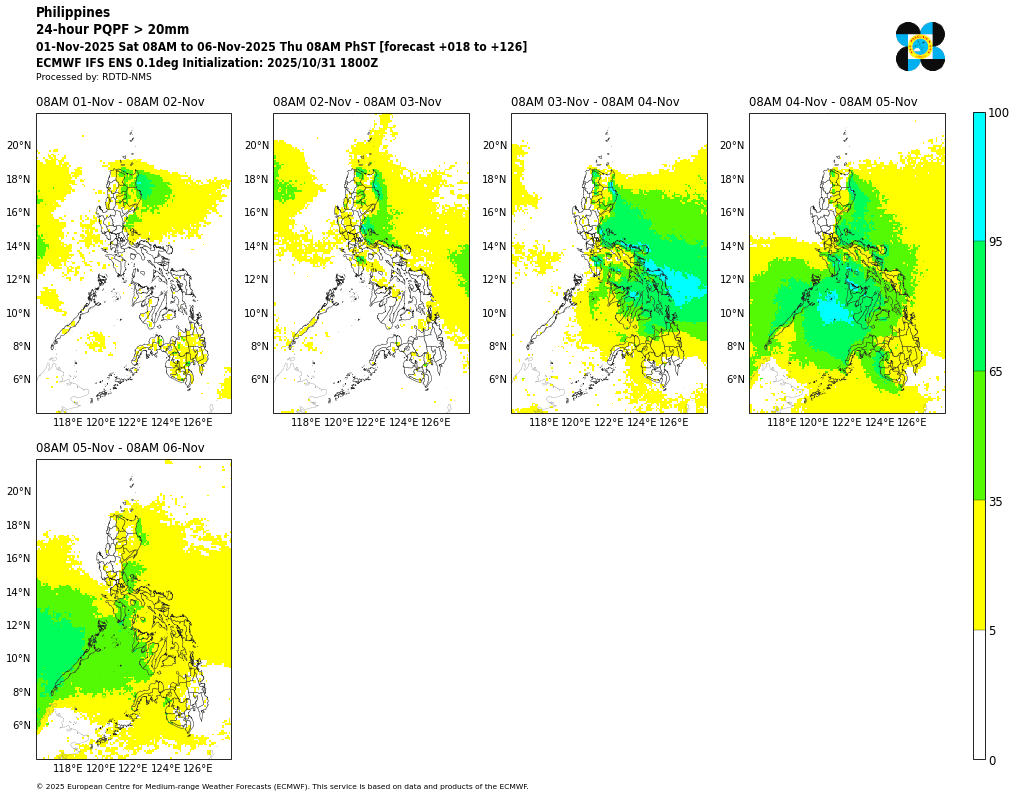 Philippines
24-hour PQPF > 20mm
01-Nov-2025 Sat 08AM to 06-Nov-2025 Thu 08AM PhST [forecast +018 to +126]
ECMWF IFS ENS 0.1deg Initialization: 2025/10/31 1800Z
Processed by: RDTD-NMS
08AM 01-Nov - 08AM 02-Nov
08AM 02-Nov - 08AM 03-Nov
08AM 03-Nov - 08AM 04-Nov
08AM 04-Nov - 08AM 05-Nov
20°N
18°N
16°N
14°N
12°N
10°N
8°N
6°N
118°E 120°E 122°E 124°E 126°E
118°E 120°E 122°E 124°E 126°E
118°E 120°E 122°E 124°E 126°E
118°E 120°E 122°E 124°E 126°E
20°N
18°N
16°N
14°N
12°N
10°N
8°N
6°N
20°N
18°N
16°N
14°N
12°N
10°N
8°N
6°N
20°N
18°N
16°N
14°N
12°N
10°N
8°N
6°N
100
95
65
35
5
0
08AM 05-Nov - 08AM 06-Nov
20°N
18°N
16°N
14°N
12°N
10°N
8°N
6°N
118°E 120°E 122°E 124°E 126°E
© 2025 European Centre for Medium-range Weather Forecasts (ECMWF). This service is based on data and products of the ECMWF.